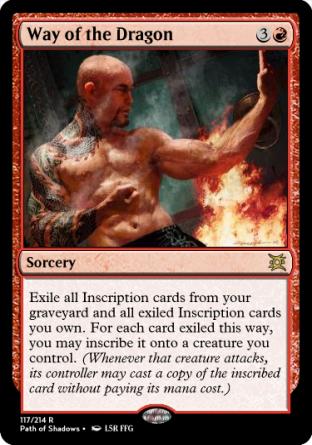 Way of the Dragon 3
Sorcery
Exile all Inscription cards from your
graveyard and all exiled Inscription cards
you own. For each card exiled this way,
you may inscribe it onto a creature you
control. (Whenever that creature attacks,
its controller may cast a copy of the inscribed
card without paying its mana cost.)
117/214 R
Path of Shadows • LSR FFG